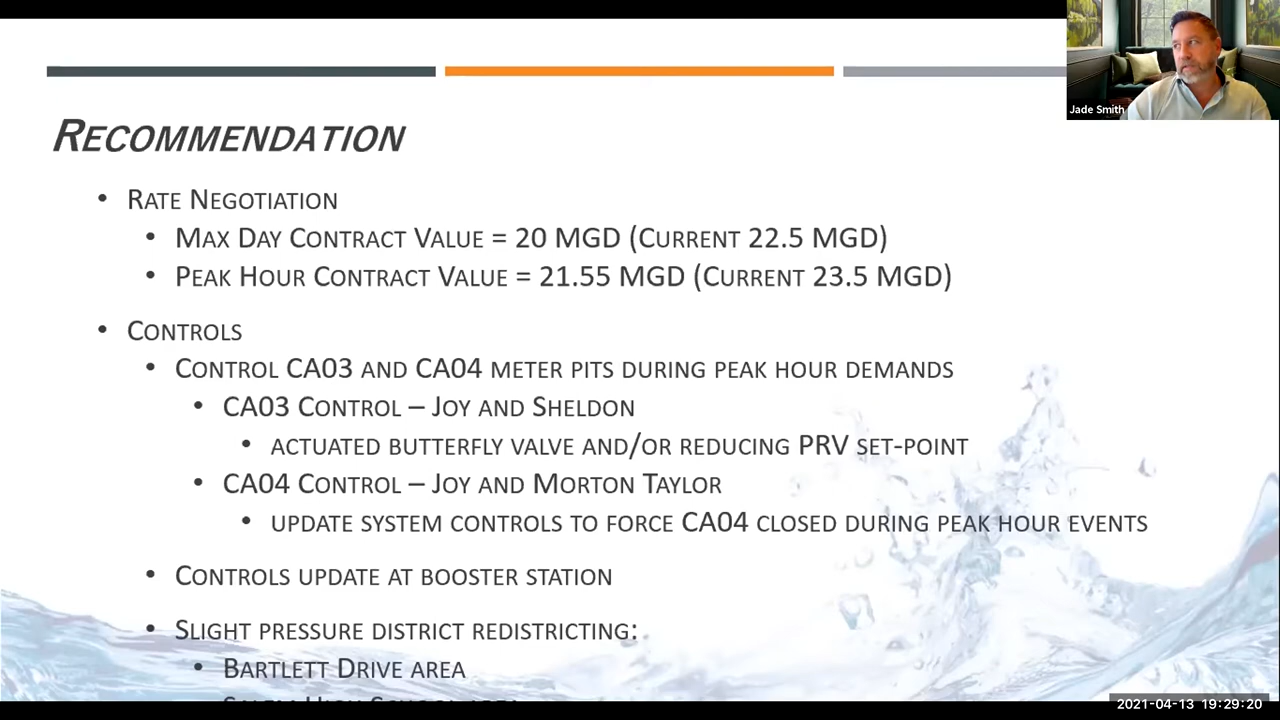 RECOMMENDATION
• RATE NEGOTIATION
• MAX DAY CONTRACT VALUE = 20 MGD (CURRENT 22.5 MGD)
• PEAK HOUR CONTRACT VALUE = 21.55 MGD (CURRENT 23.5 MGD)
• CONTROLS
• CONTROL CA03 AND CA04 METER PITS DURING PEAK HOUR DEMANDS
• CA03 CONTROL – JOY AND SHELDON
• ACTUATED BUTTERFLY VALVE AND/OR REDUCING PRV SET-POINT
• CA04 CONTROL – JOY AND MORTON TAYLOR
• UPDATE SYSTEM CONTROLS TO FORCE CA04 CLOSED DURING PEAK HOUR EVENTS
• CONTROLS UPDATE AT BOOSTER STATION
• SLIGHT PRESSURE DISTRICT REDISTRICTING:
• BARTLETT DRIVE AREA
SALEM HIGH SCHOOL AREA
Jade Smith
2021-04-13 19:29:20